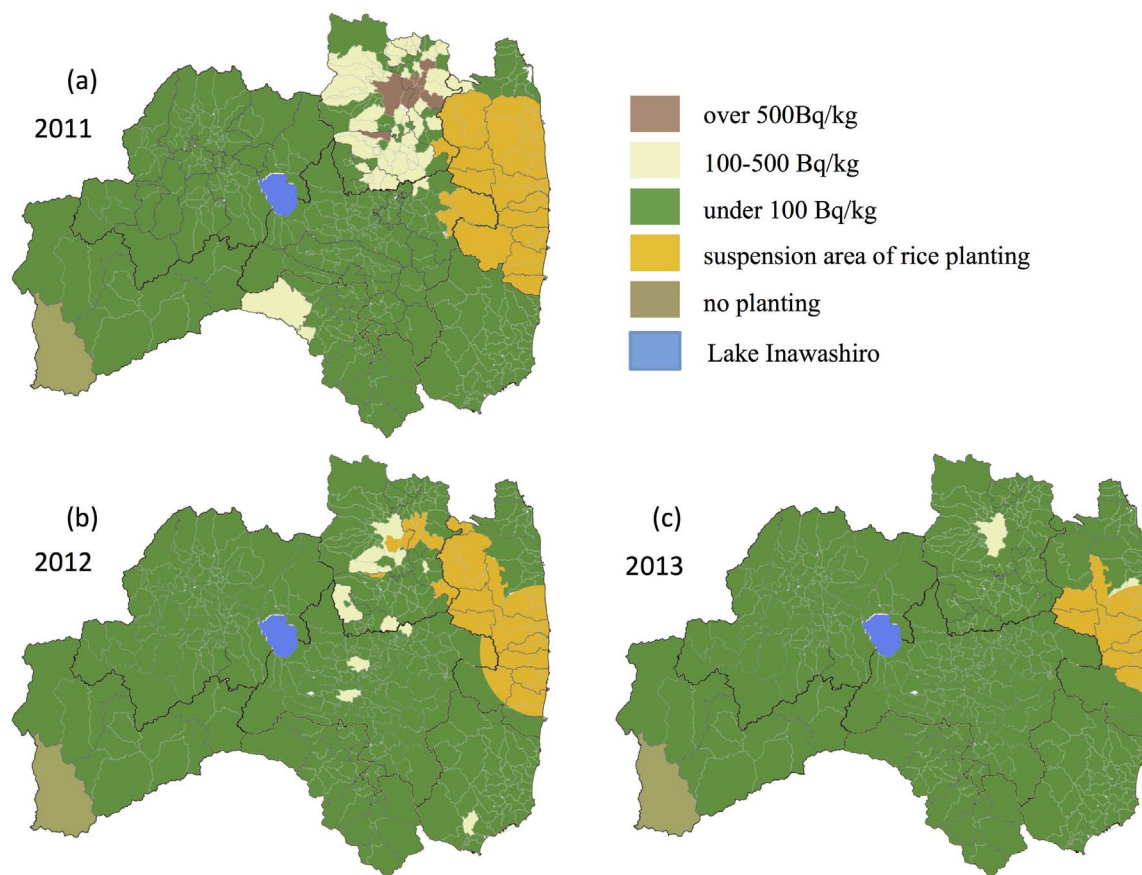 (a)
2011
over 500Bq/kg
100-500 Bq/kg
under 100 Bq/kg
suspension area of rice planting
no planting
Lake Inawashiro
(b)
2012
(c)
2013